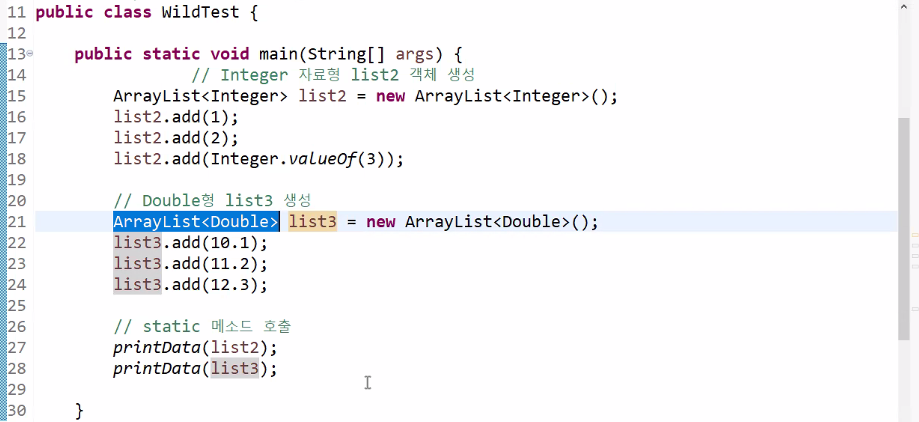 11 public class WildTest {
12
13 public static void main(String[] args) {
14 // Integer 자료형 list2 객체 생성
15 ArrayList<Integer> list2 = new ArrayList<Integer>();
16 list2.add(1);
17 list2.add(2);
18 list2.add(Integer.valueOf(3));
19
20 // Double형 list3 생성
21 ArrayList<Double> list3 = new ArrayList<Double>();
22 list3.add(10.1);
23 list3.add(11.2);
24 list3.add(12.3);
25
26 // static 메소드 호출
27 printData(list2);
28 printData(list3);
29
30 }